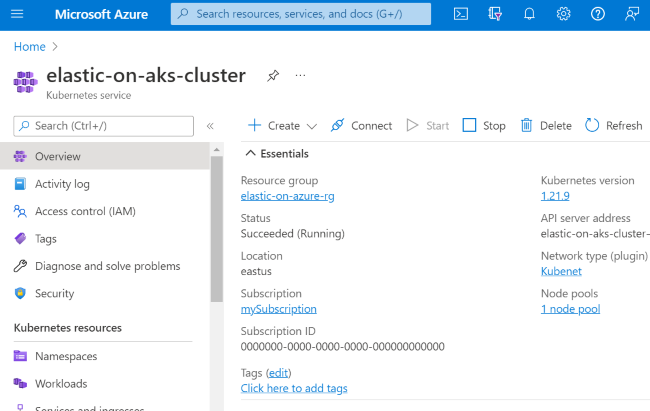 Microsoft Azure
Search resources, services, and docs (G+/)
Home
elastic-on-aks-cluster
Kubernetes service
Search (Ctrl+/)
Create
Connect
Start
Stop
Delete
Refresh
Overview
Activity log
Access control (IAM)
Tags
Diagnose and solve problems
Security
Kubernetes resources
Namespaces
Workloads
Services and ingresses
Essentials
Resource group
elastic-on-azure-rg
Status
Succeeded (Running)
Location
eastus
Subscription
mySubscription
Subscription ID
0000000-0000-0000-0000-000000000000
Tags (edit)
Click here to add tags
Kubernetes version
1.21.9
API server address
elastic-on-aks-cluster-
Network type (plugin)
Kubenet
Node pools
1 node pool